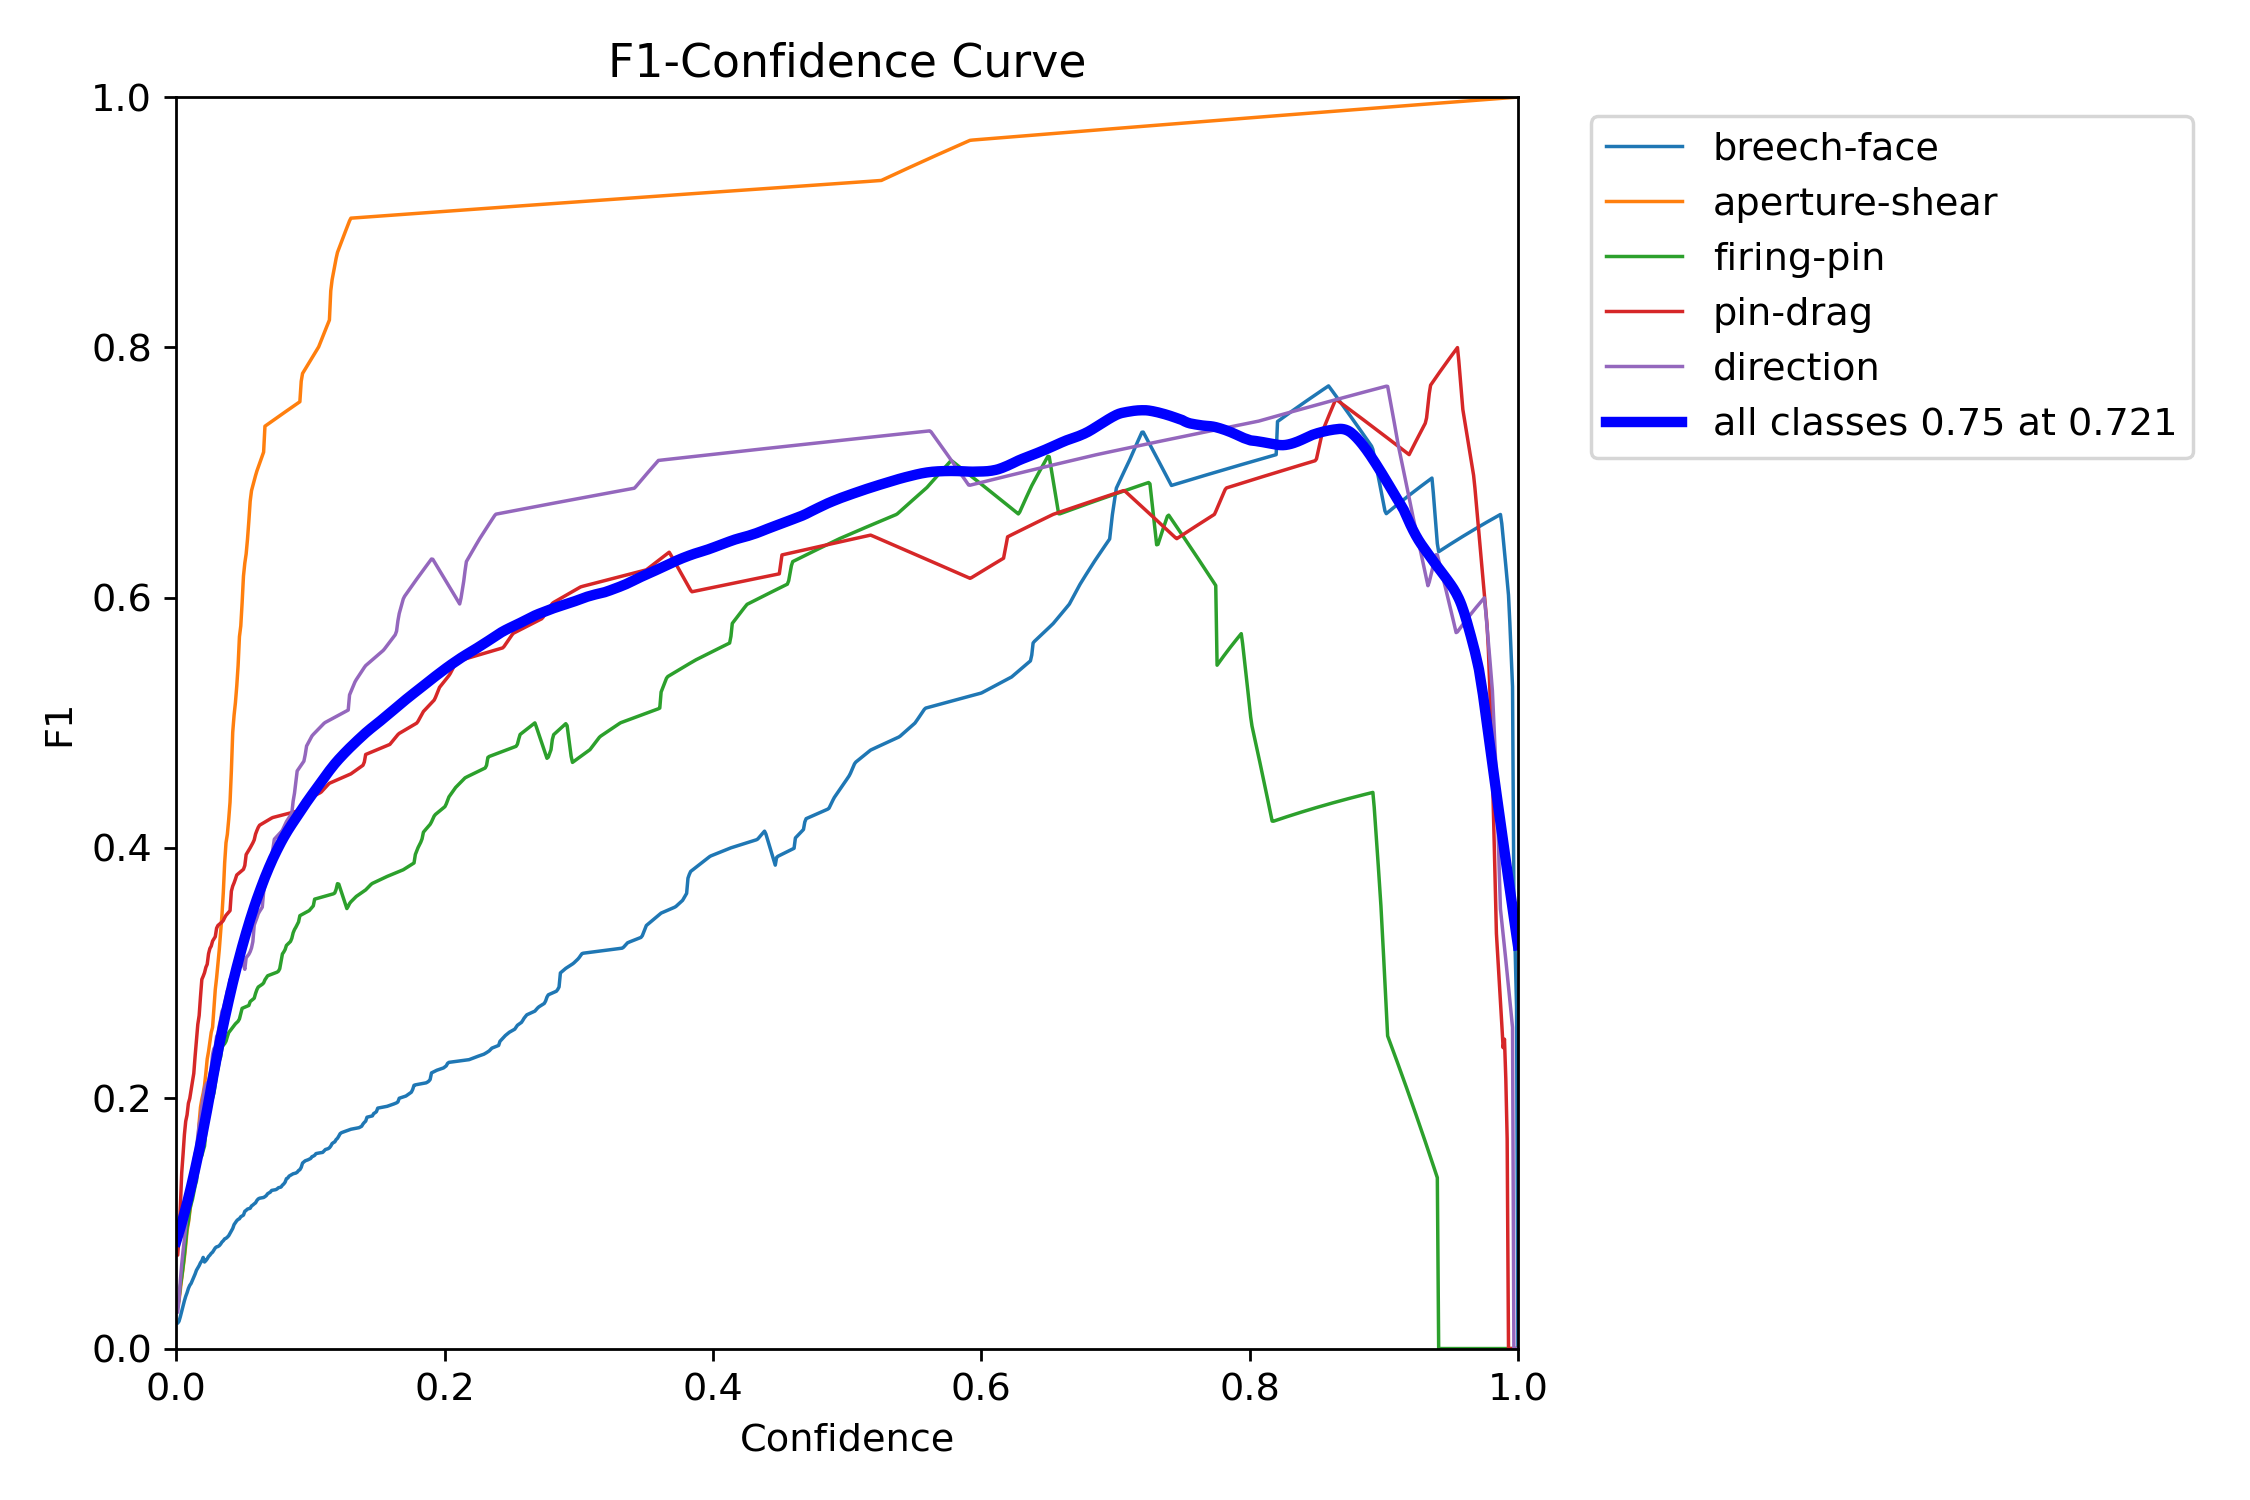 F1-Confidence Curve
1.0
0.8
0.6
0.4
0.2
0.0
F1
0.0 0.2 0.4 0.6 0.8 1.0
Confidence
breech-face
aperture-shear
firing-pin
pin-drag
direction
all classes 0.75 at 0.721